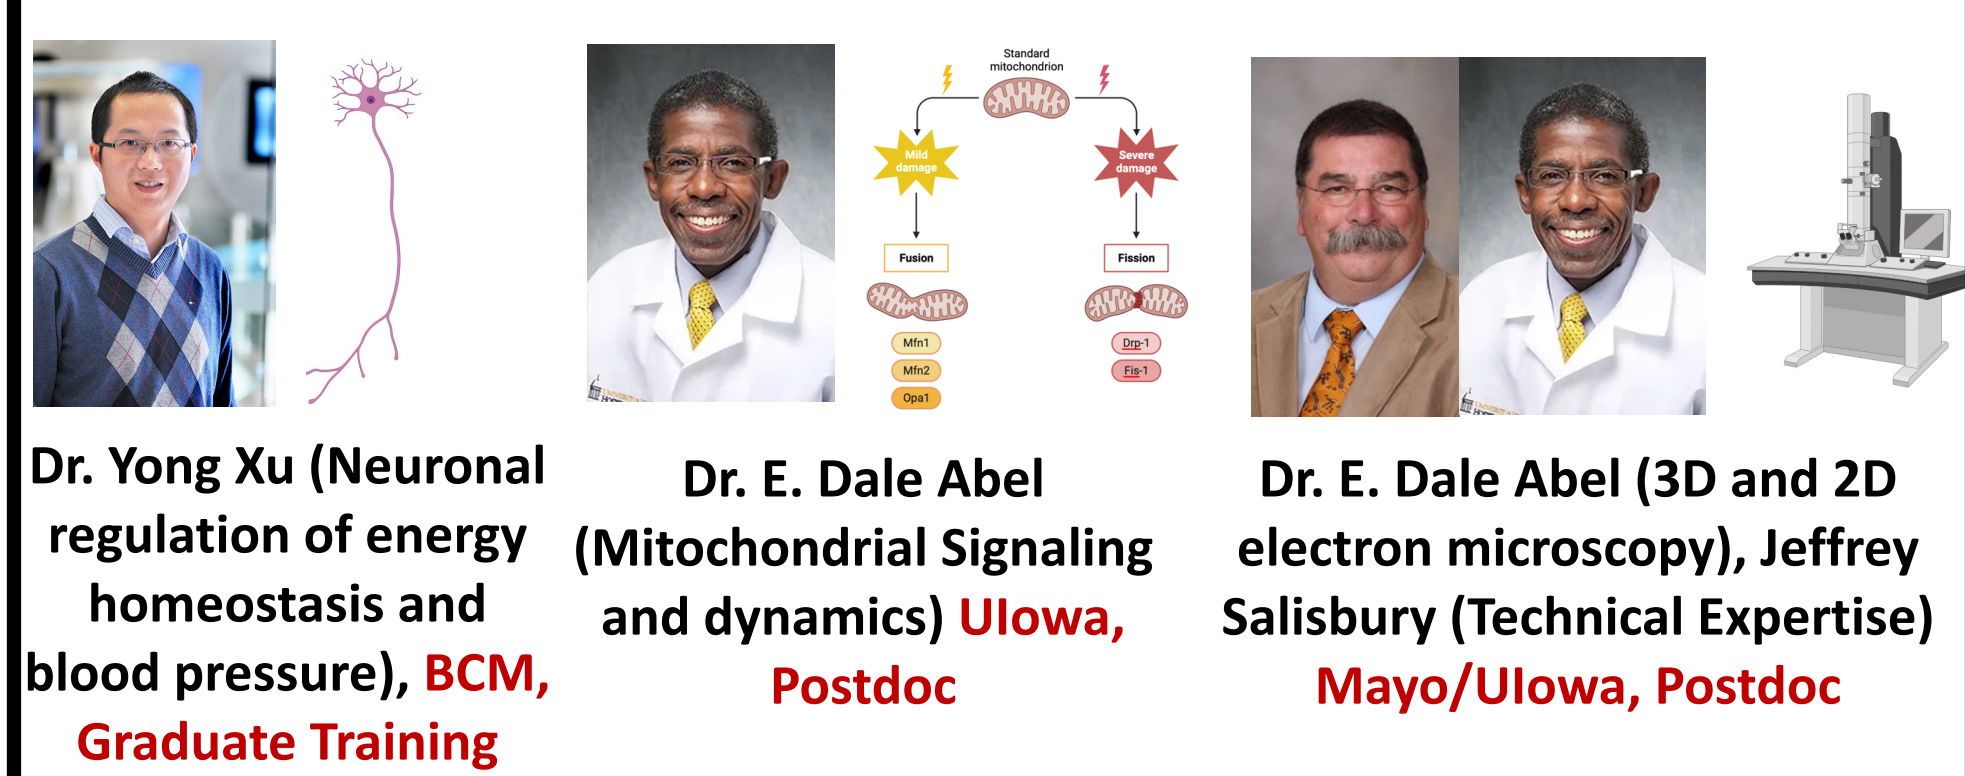 Dr. Yong Xu (Neuronal
regulation of energy
homeostasis and
blood pressure), BCM,
Graduate Training
Standard
mitochondrion
Mild
damage
Severe
damage
Fusion
Fission
Mfn1
Mfn2
Opa1
Drp-1
Fis-1
Dr. E. Dale Abel
(Mitochondrial Signaling
and dynamics) UIowa,
Postdoc
Dr. E. Dale Abel (3D and 2D
electron microscopy), Jeffrey
Salisbury (Technical Expertise)
Mayo/UIowa, Postdoc